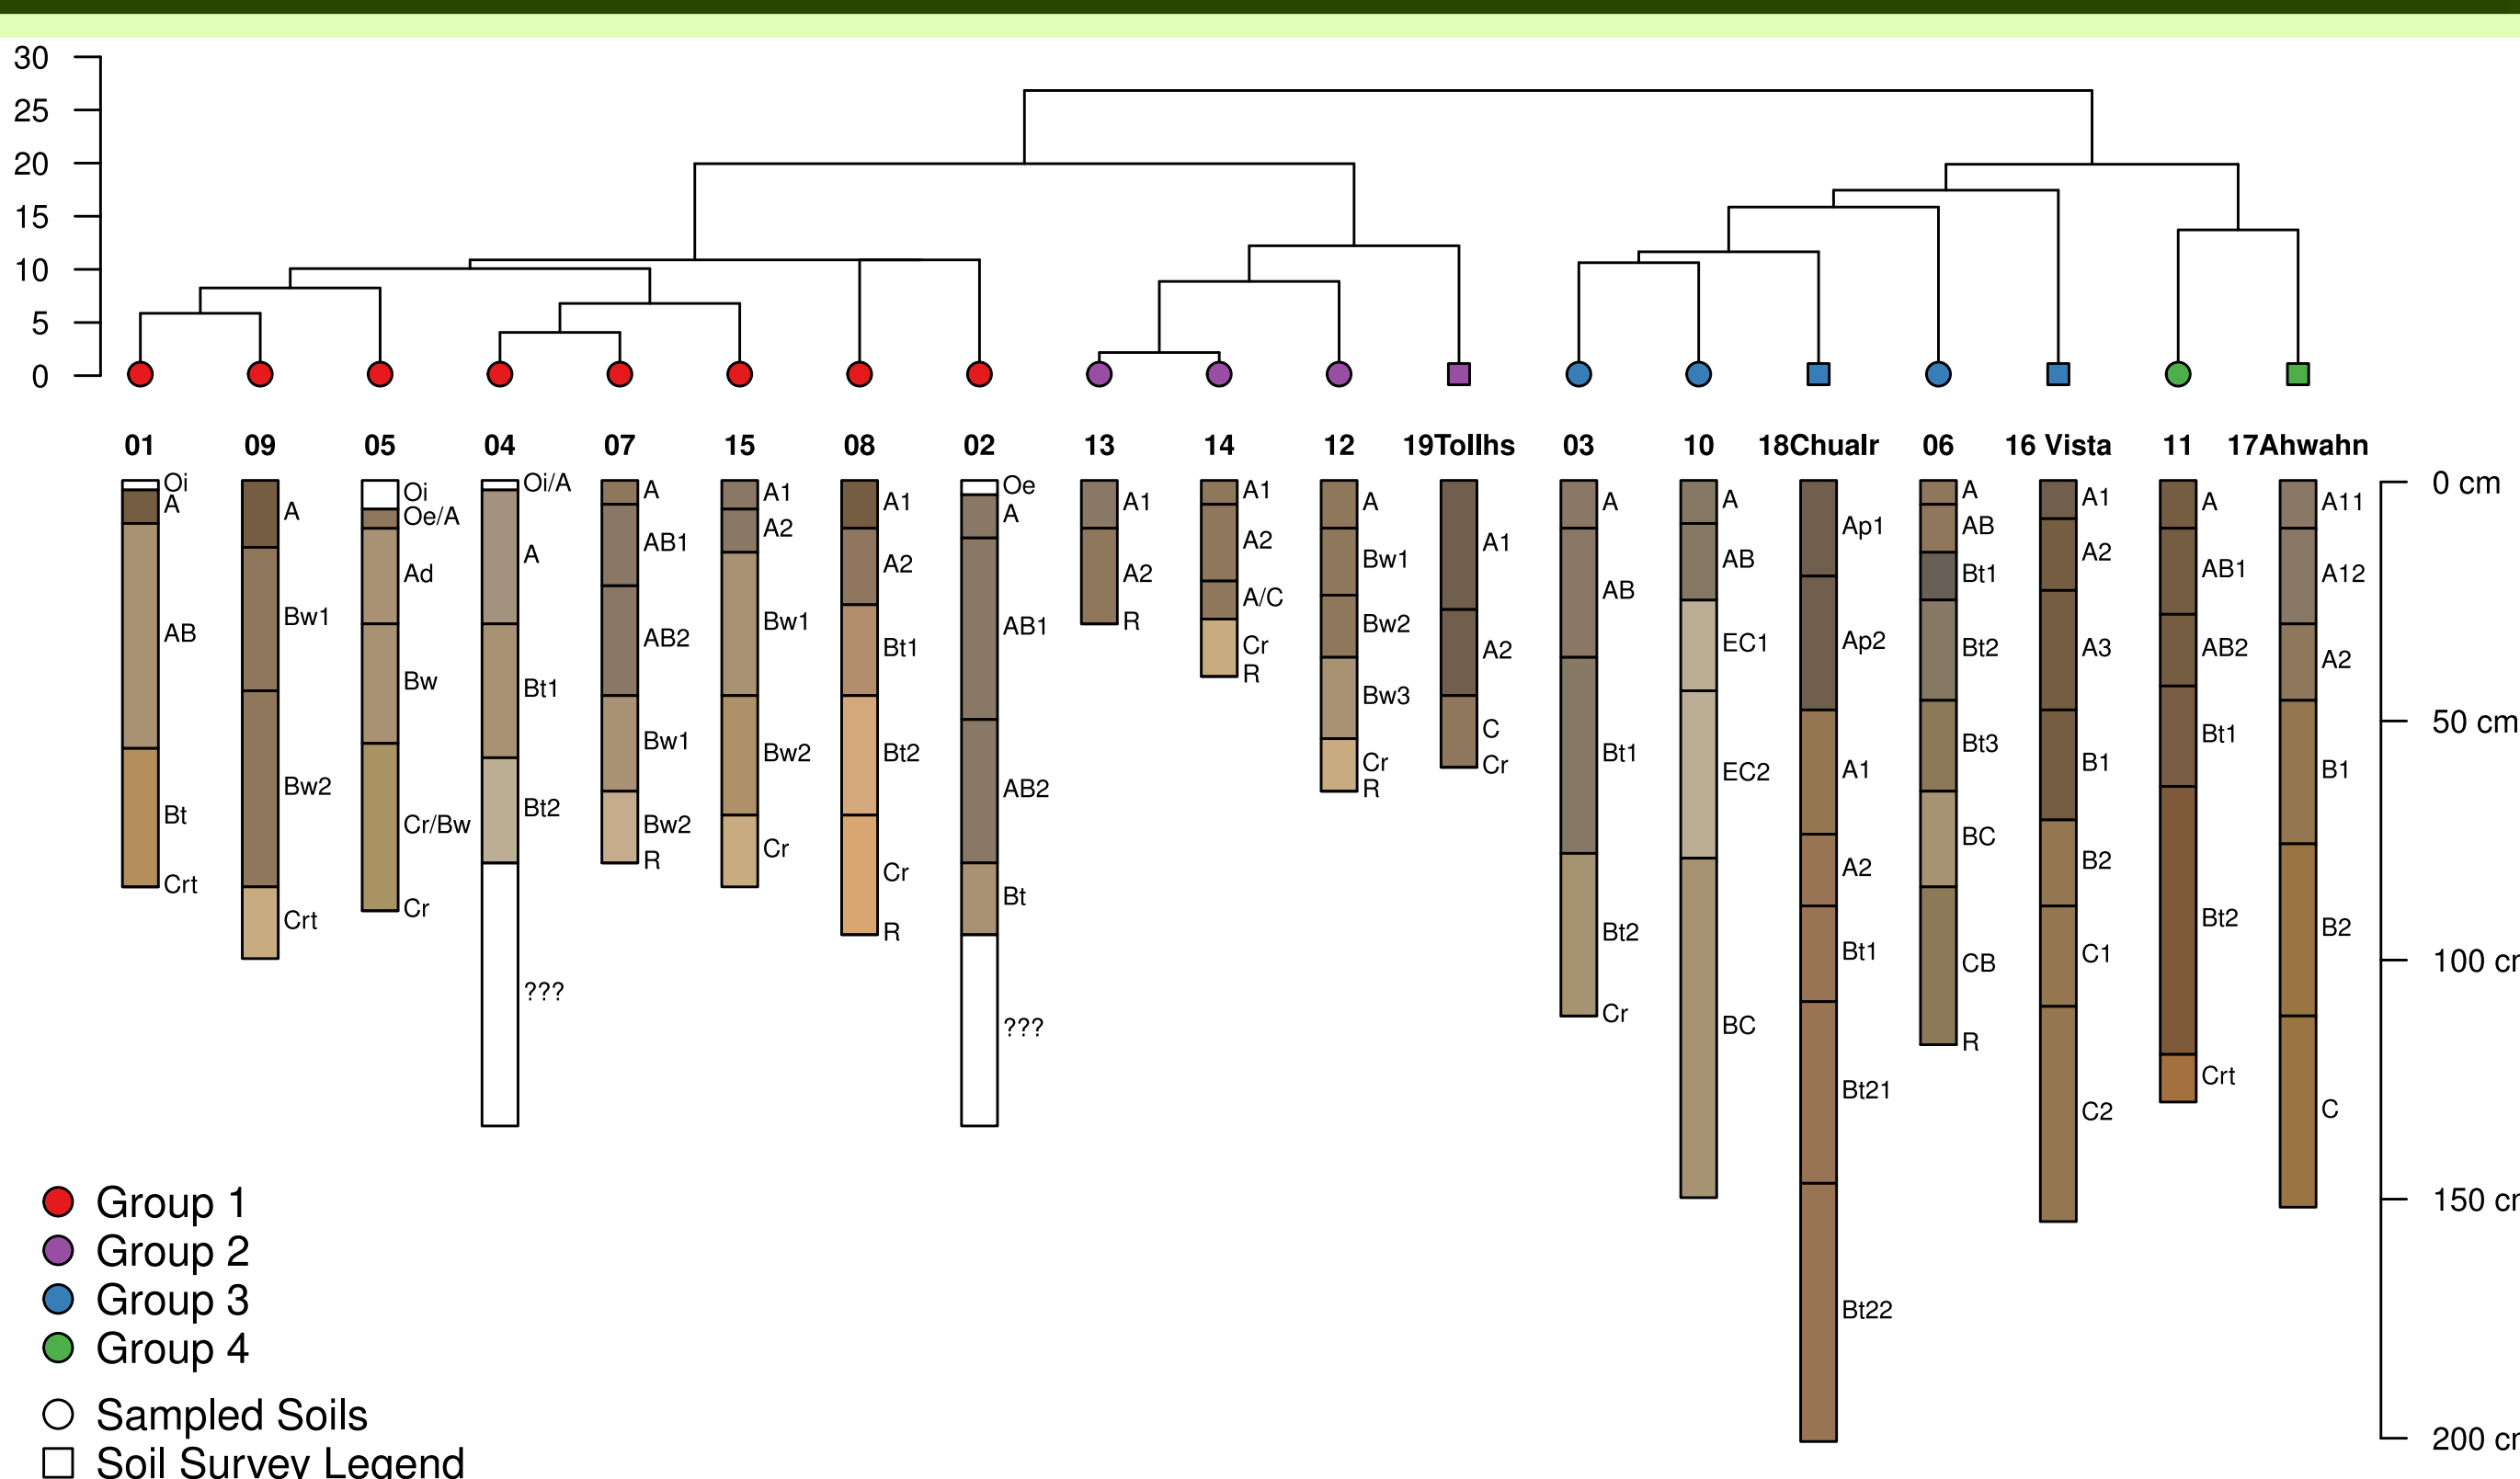 30
25
20
15
10
5
0
01 09 05 04 07 15 08 02 13 14 12 19Tollhs 03 10 18Chualr 06 16 Vista 11 17Ahwahn
Oi
A
AB
Bt
Crt
A
Bw1
Bw2
Crt
Oi
Oe/A
Ad
Bw
Cr/Bw
Cr
Oi/A
A
Bt1
Bt2
???
A
AB1
AB2
Bw1
Bw2
R
A1
A2
Bw1
Bw2
Cr
A1
A2
Bt1
Bt2
Cr
R
Oe
A
AB1
AB2
Bt
???
A1
A2
R
A1
A2
A/C
Cr
R
A
Bw1
Bw2
Bw3
Cr
R
A1
A2
C
Cr
A
AB
Bt1
Bt2
Cr
A
AB
EC1
EC2
BC
Ap1
Ap2
A1
A2
Bt1
Bt21
Bt22
A
AB
Bt1
Bt2
Bt3
BC
CB
R
A1
A2
A3
B1
B2
C1
C2
A
AB1
AB2
Bt1
Bt2
Crt
A11
A12
A2
B1
B2
C
0 cm
50 cm
100 cm
150 cm
200 cm
Group 1
Group 2
Group 3
Group 4
Sampled Soils
Soil Survey Legend